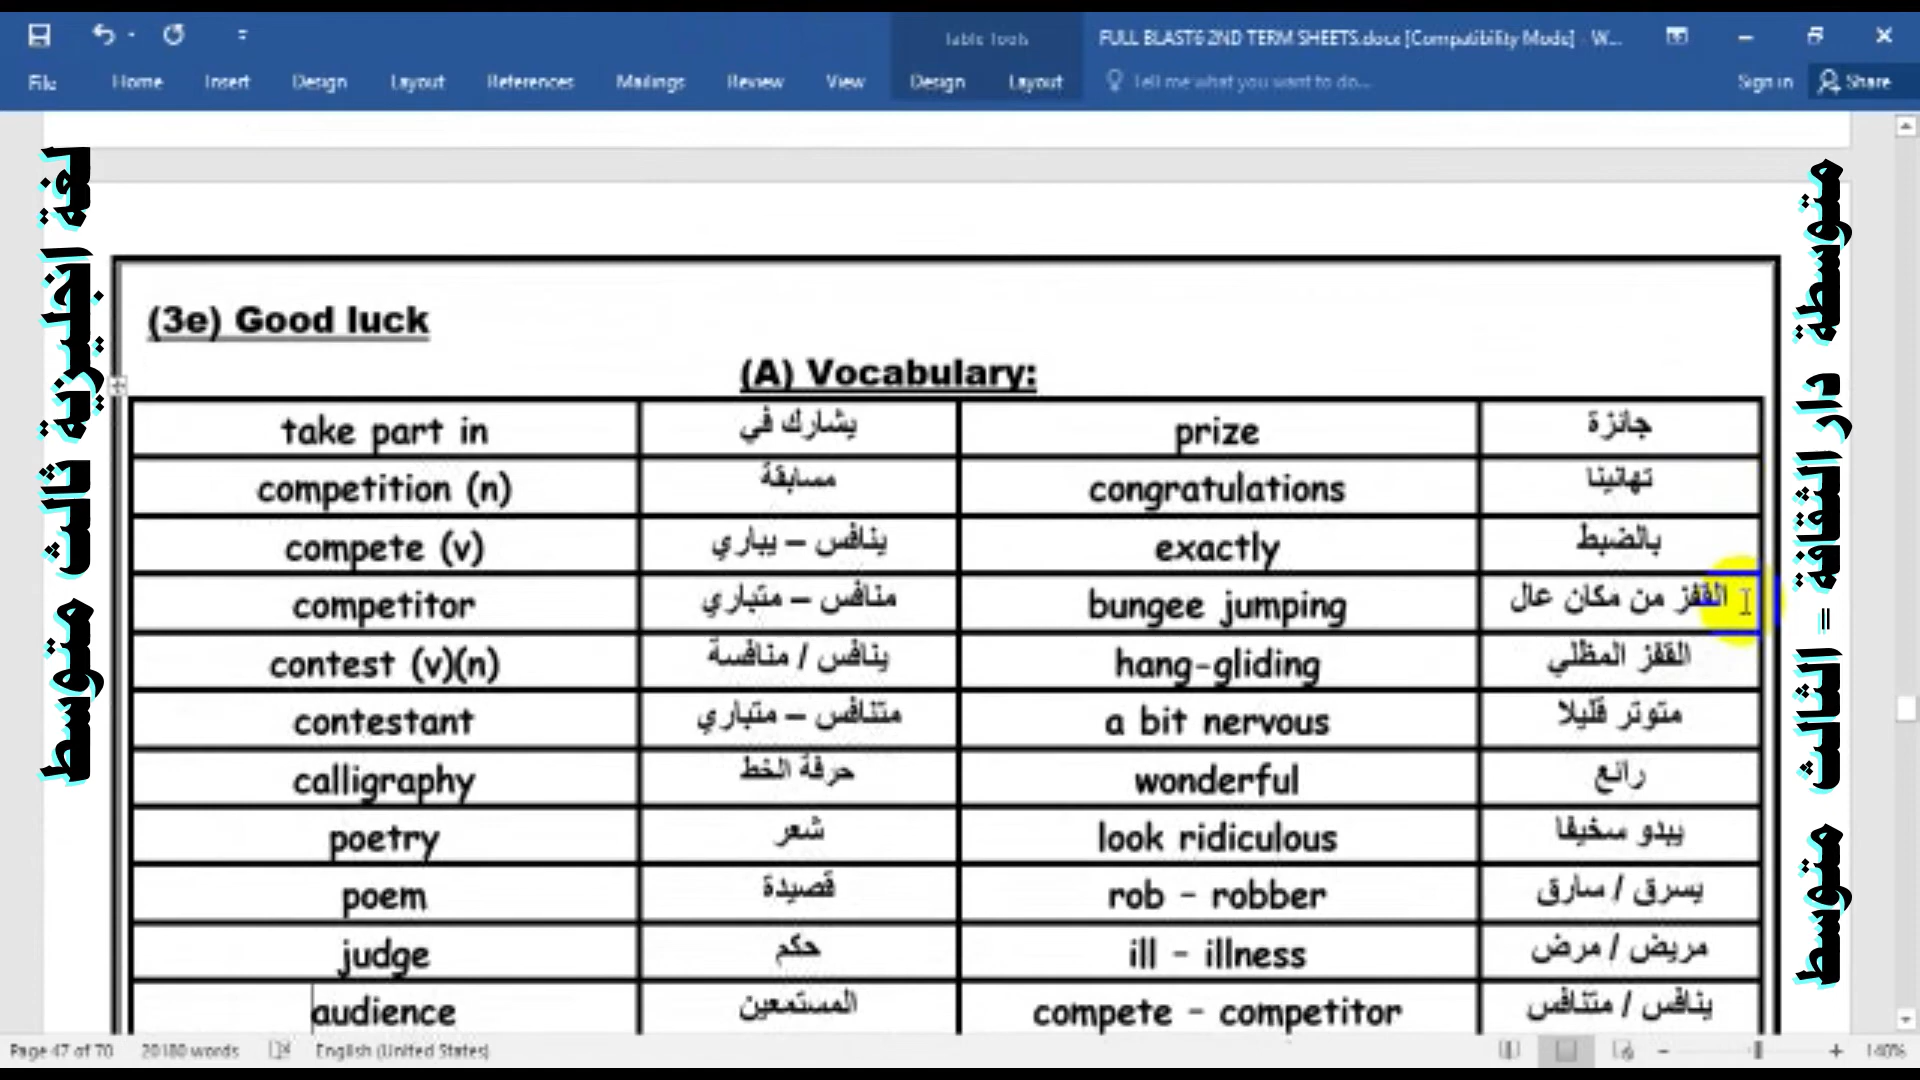 Table Tools
FULL BLAST6 2ND TERM SHEETS.docx [Compatibility Mode] - W...
File Home Insert Design Layout References Mailings Review View Design Layout Tell me what you want to do... Sign in Share
(3e) Good luck
(A) Vocabulary:
take part in يشارك في prize جائزة
competition (n) مسابقة congratulations تهانينا
compete (v) ينافس – يباري exactly بالضبط
competitor منافس – متباري bungee jumping القفز من مكان عال
contest (v)(n) ينافس / منافسة hang-gliding القفز المظلي
contestant متنافس – متباري a bit nervous متوتر قليلا
calligraphy حرفة الخط wonderful رائع
poetry شعر look ridiculous يبدو سخيفا
poem قصيدة rob - robber يسرق / سارق
judge حكم ill - illness مريض / مرض
audience المستمعين compete - competitor ينافس / متنافس
لغة انجليزية ثالث متوسط
متوسطة دار الثقافة = الثالث متوسط
Page 47 of 70 20180 words English (United States) 140%